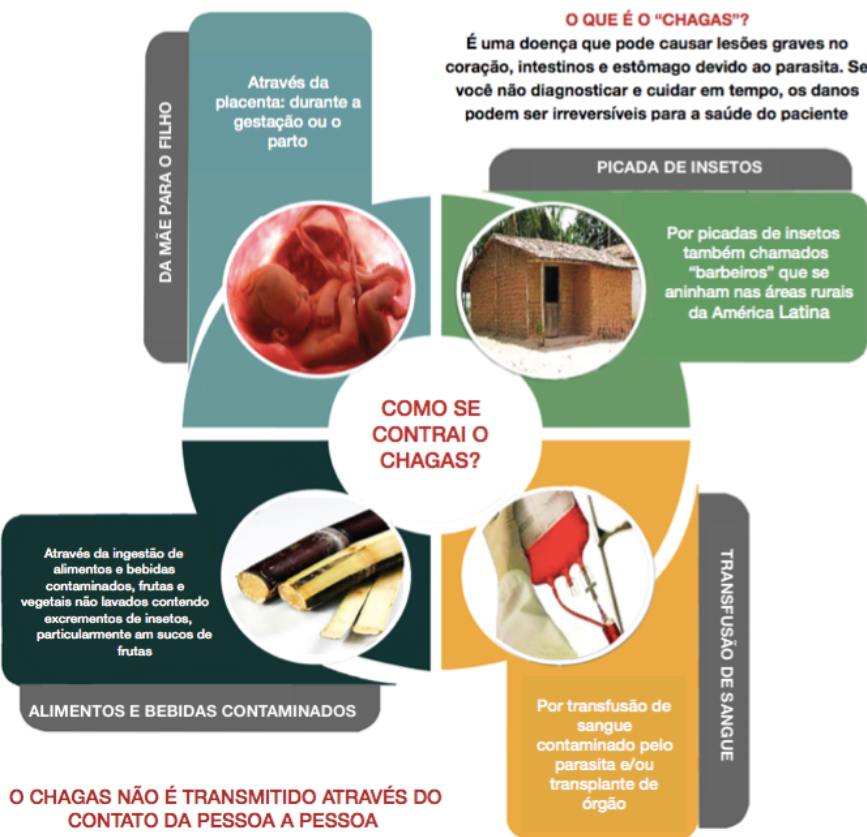 O QUE É O “CHAGAS”?
É uma doença que pode causar lesões graves no
coração, intestinos e estômago devido ao parasita. Se
você não diagnosticar e cuidar em tempo, os danos
podem ser irreversíveis para a saúde do paciente
DA MÃE PARA O FILHO
Através da
placenta: durante a
gestação ou o
parto
PICADA DE INSETOS
Por picadas de insetos
também chamados
“barbeiros” que se
aninham nas áreas rurais
da América Latina
COMO SE
CONTRAI O
CHAGAS?
Através da ingestão de
alimentos e bebidas
contaminados, frutas e
vegetais não lavados contendo
excrementos de insetos,
particularmente am sucos de
frutas
ALIMENTOS E BEBIDAS CONTAMINADOS
TRANSFUSÃO DE SANGUE
Por transfusão de
sangue
contaminado pelo
parasita e/ou
transplante de
órgão
O CHAGAS NÃO É TRANSMITIDO ATRAVÉS DO
CONTATO DA PESSOA A PESSOA